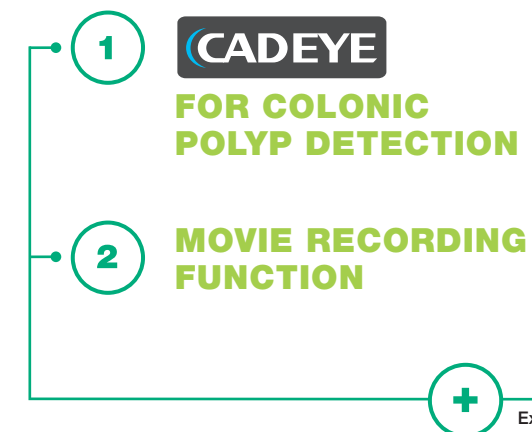 1
CADEYE
FOR COLONIC
POLYP DETECTION
2
MOVIE RECORDING
FUNCTION
+